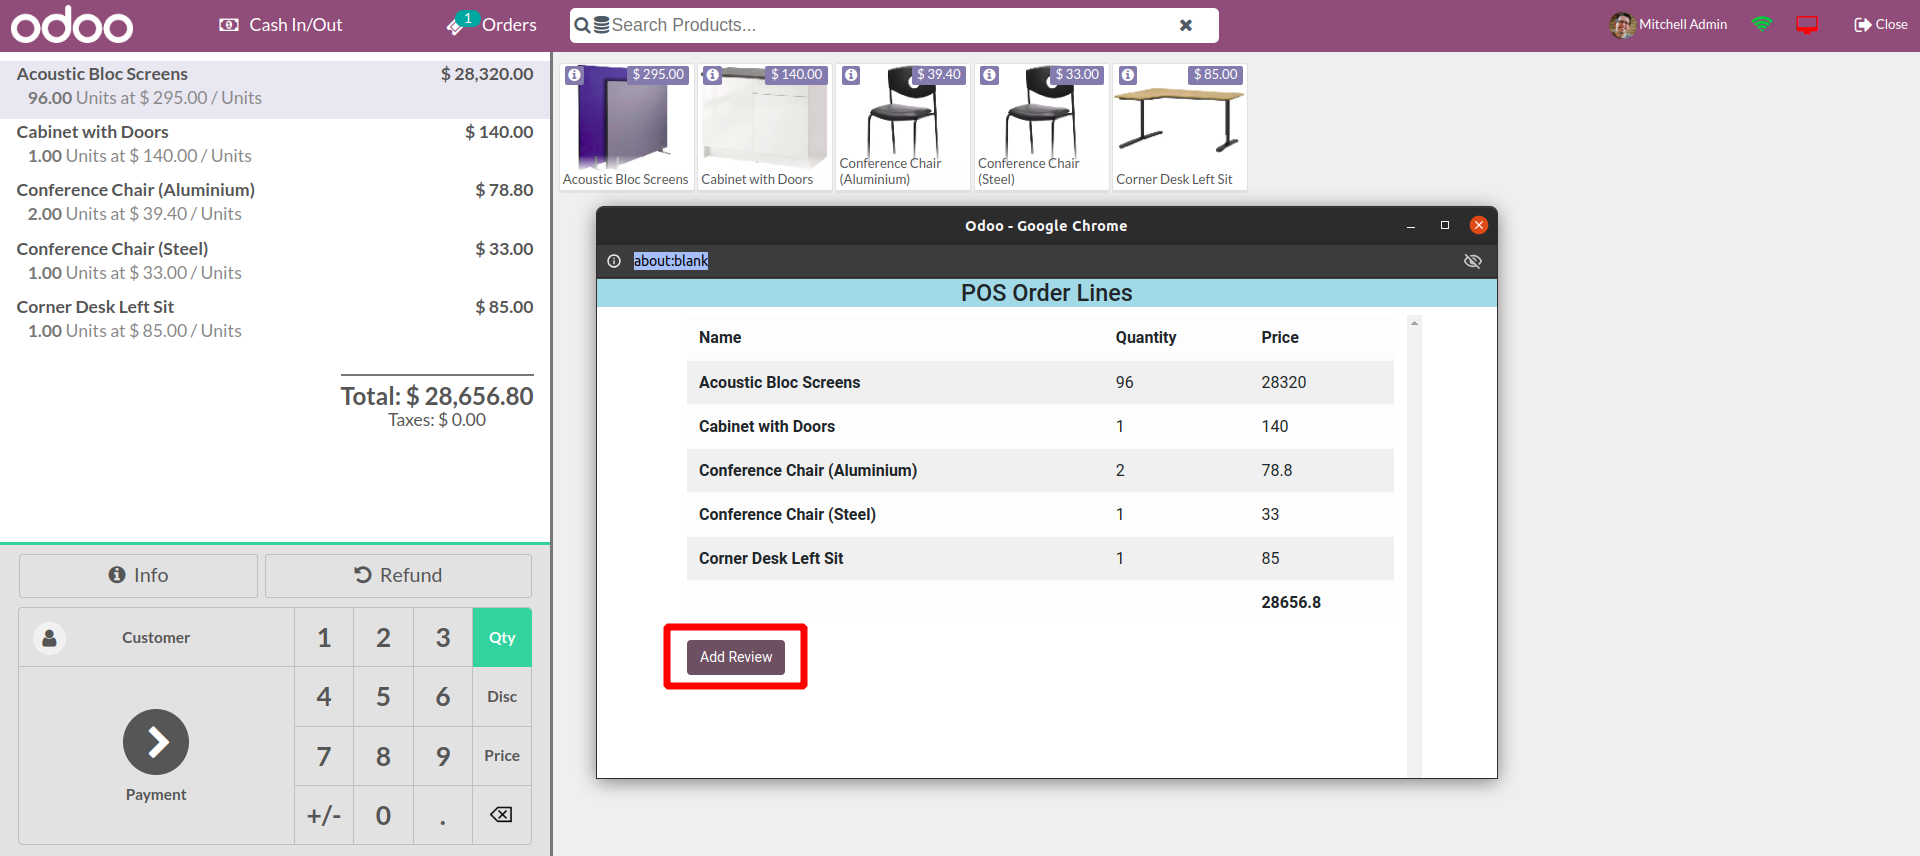 odoo
Cash In/Out
1
Orders
Search Products...
Mitchell Admin
Close
Acoustic Bloc Screens $ 28,320.00
96.00 Units at $ 295.00 / Units
Cabinet with Doors $ 140.00
1.00 Units at $ 140.00 / Units
Conference Chair (Aluminium) $ 78.80
2.00 Units at $ 39.40 / Units
Conference Chair (Steel) $ 33.00
1.00 Units at $ 33.00 / Units
Corner Desk Left Sit $ 85.00
1.00 Units at $ 85.00 / Units
Total: $ 28,656.80
Taxes: $ 0.00
Info
Refund
Customer
1 2 3 Qty
4 5 6 Disc
7 8 9 Price
+/- 0 .
Payment
$ 295.00
Acoustic Bloc Screens
$ 140.00
Cabinet with Doors
$ 39.40
Conference Chair
(Aluminium)
$ 33.00
Conference Chair
(Steel)
$ 85.00
Corner Desk Left Sit
Odoo - Google Chrome
about:blank
POS Order Lines
Name Quantity Price
Acoustic Bloc Screens 96 28320
Cabinet with Doors 1 140
Conference Chair (Aluminium) 2 78.8
Conference Chair (Steel) 1 33
Corner Desk Left Sit 1 85
28656.8
Add Review